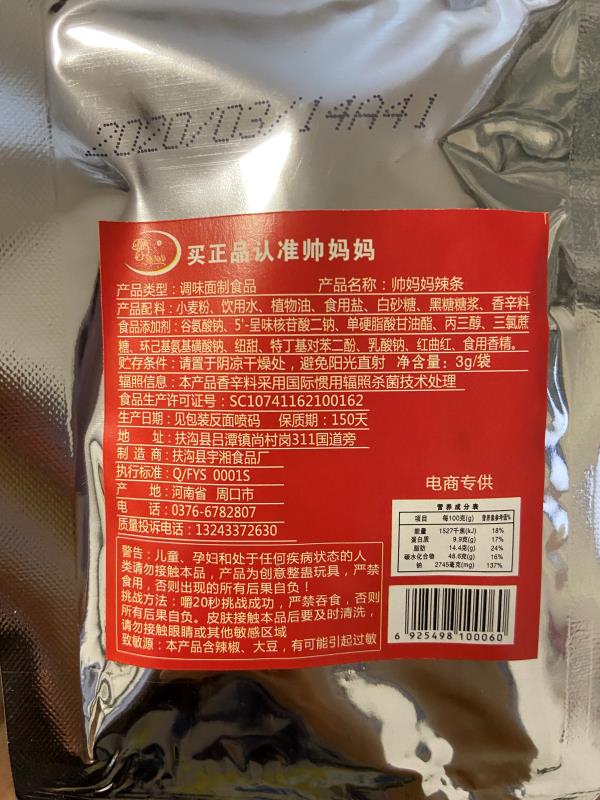 2020/03/14A41
买正品认准帅妈妈
产品类型：调味面制食品 产品名称：帅妈妈辣条
产品配料：小麦粉、饮用水、植物油、食用盐、白砂糖、黑糖糖浆、香辛料
食品添加剂：谷氨酸钠、5'-呈味核苷酸二钠、单硬脂酸甘油酯、丙三醇、三氯蔗
糖、环己基氨基磺酸钠、纽甜、特丁基对苯二酚、乳酸钠、红曲红、食用香精。
贮存条件：请置于阴凉干燥处，避免阳光直射 净含量：3g/袋
辐照信息：本产品香辛料采用国际惯用辐照杀菌技术处理
食品生产许可证号：SC10741162100162
生产日期：见包装反面喷码 保质期：150天
地 址：扶沟县吕潭镇尚村岗311国道旁
制 造 商：扶沟县宇湘食品厂
执行标准：Q/FYS 0001S
产 地：河南省 周口市
电 话：0376-6782807
质量投诉电话：13243372630
电商专供
营养成分表
项目 每100克(g) 营养素参考值%
能量 1527千焦(kJ) 18%
蛋白质 9.9克(g) 17%
脂肪 14.4克(g) 24%
碳水化合物 48.6克(g) 16%
钠 2745毫克(mg) 137%
警告：儿童、孕妇和处于任何疾病状态的人
类请勿接触本品，产品为创意整蛊玩具，严禁
食用，否则出现的所有后果自负！
挑战方法：嚼20秒挑战成功，严禁吞食，否则
所有后果自负。皮肤接触本品后要及时清洗，
请勿接触眼睛或其他敏感区域
致敏源：本产品含辣椒、大豆，有可能引起过敏
6 925498 100060